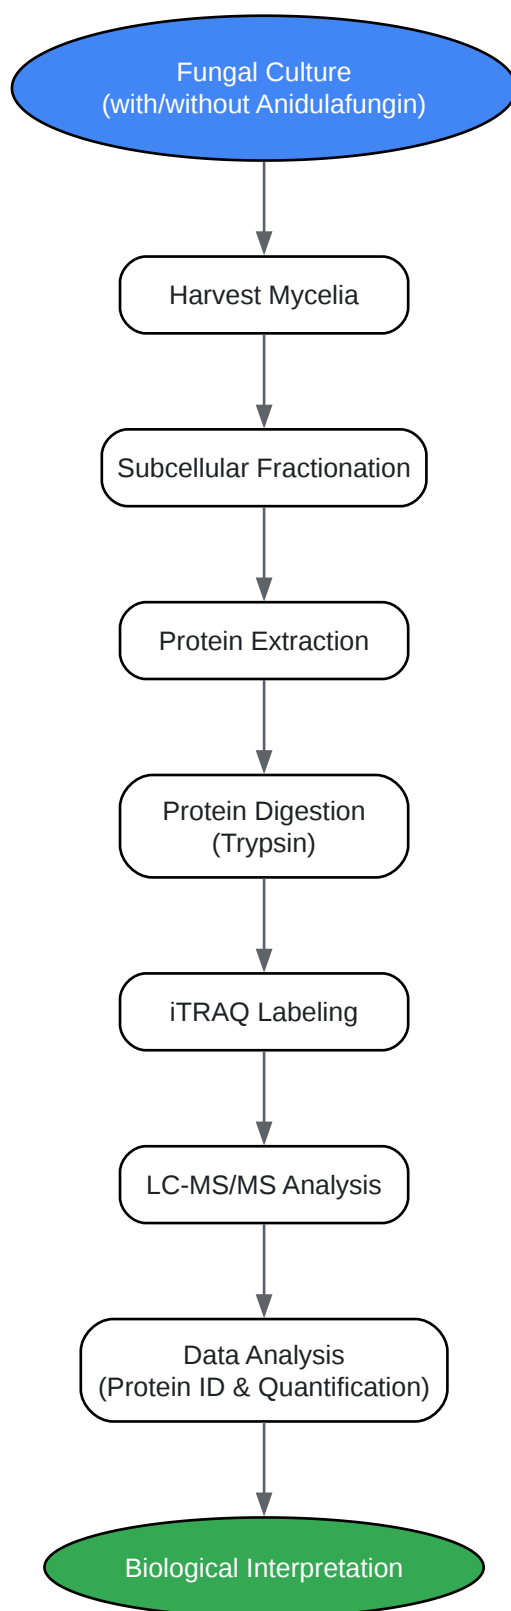 Fungal Culture
(with/without Anidulafungin)
Harvest Mycelia
Subcellular Fractionation
Protein Extraction
Protein Digestion
(Trypsin)
iTRAQ Labeling
LC-MS/MS Analysis
Data Analysis
(Protein ID & Quantification)
Biological Interpretation